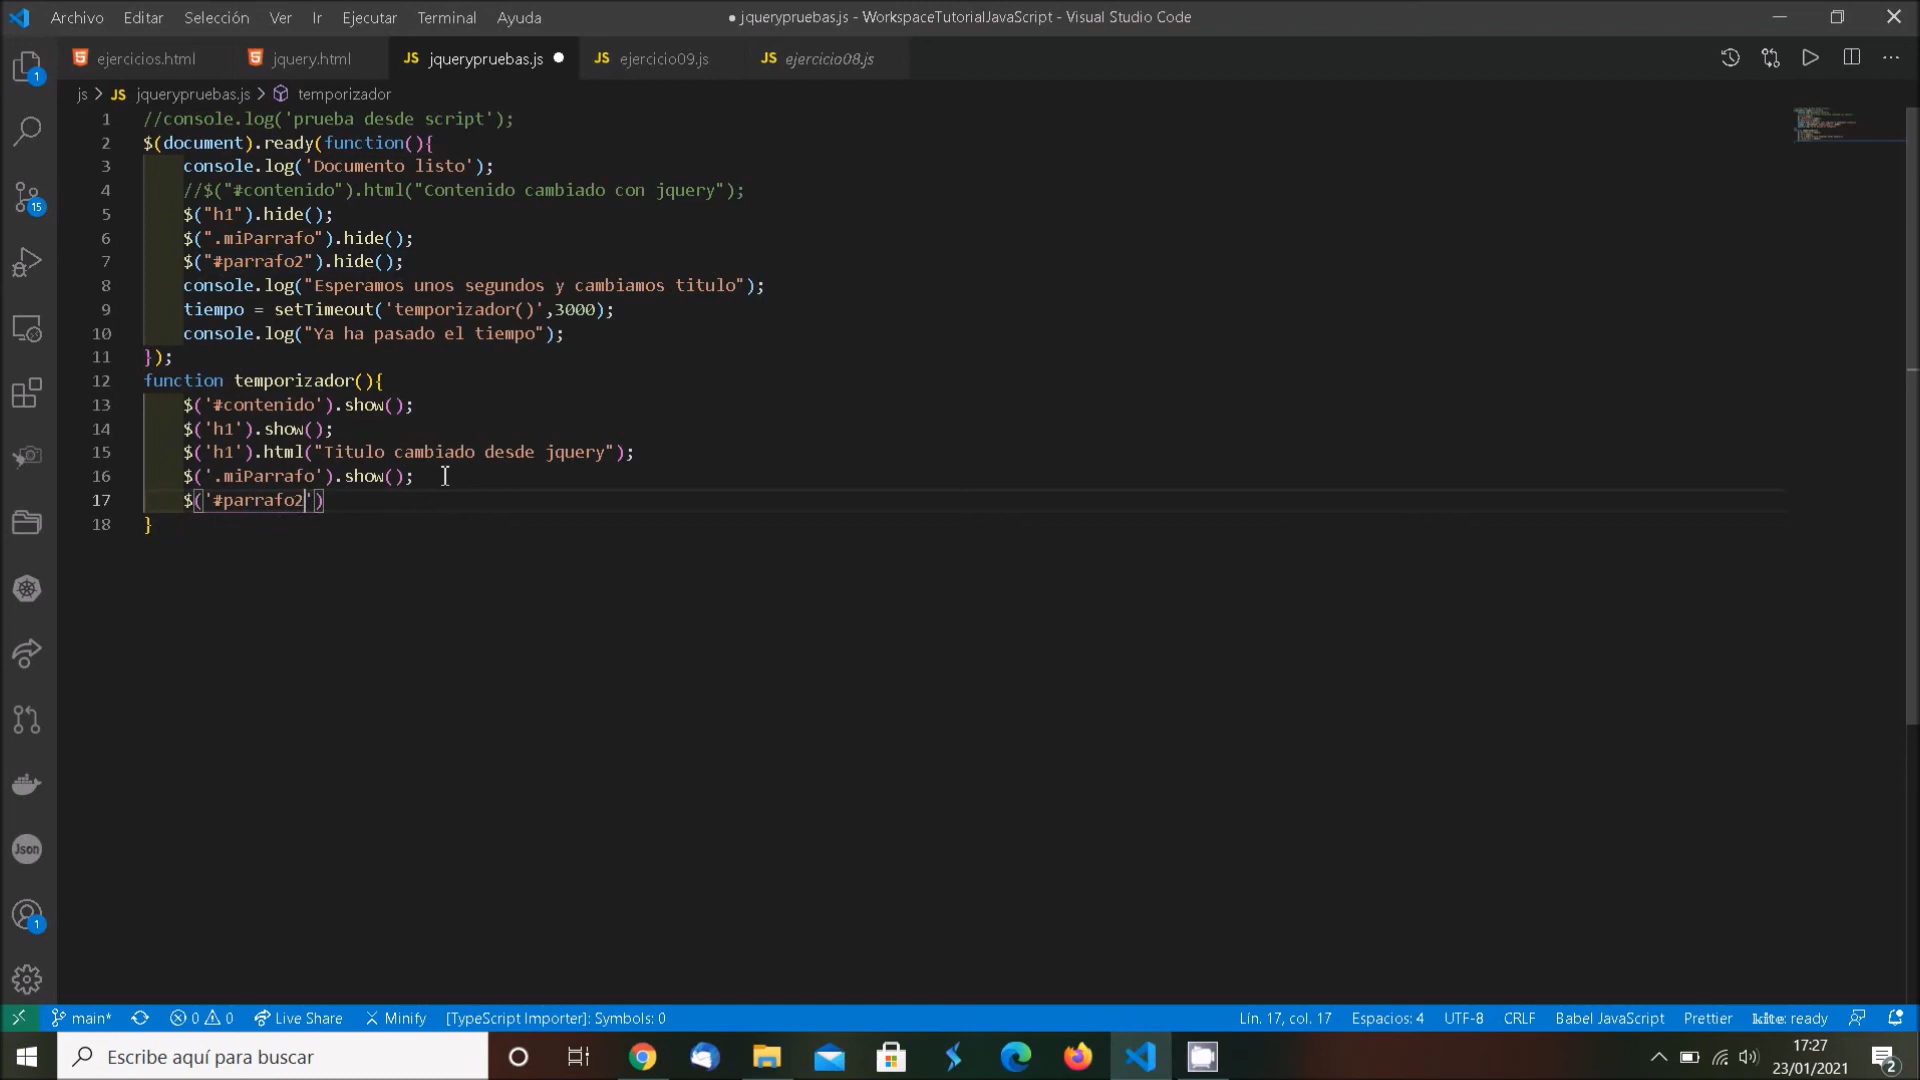 Archivo Editar Selección Ver Ir Ejecutar Terminal Ayuda
● jquerypruebas.js - WorkspaceTutorialJavaScript - Visual Studio Code
ejercicios.html jquery.html JS jquerypruebas.js ● JS ejercicio09.js JS ejercicio08.js
js > JS jquerypruebas.js > temporizador
1 //console.log('prueba desde script');
2 $(document).ready(function(){
3 console.log('Documento listo');
4 //$("#contenido").html("Contenido cambiado con jquery");
5 $("h1").hide();
6 $(".miParrafo").hide();
7 $("#parrafo2").hide();
8 console.log("Esperamos unos segundos y cambiamos titulo");
9 tiempo = setTimeout('temporizador()',3000);
10 console.log("Ya ha pasado el tiempo");
11 });
12 function temporizador(){
13 $('#contenido').show();
14 $('h1').show();
15 $('h1').html("Titulo cambiado desde jquery");
16 $('.miParrafo').show();
17 $('#parrafo2')
18 }
1
15
Json
1
main* 0 0 Live Share Minify [TypeScript Importer]: Symbols: 0 Lín. 17, col. 17 Espacios: 4 UTF-8 CRLF Babel JavaScript Prettier kite: ready
Escribe aquí para buscar
17:27
23/01/2021
2